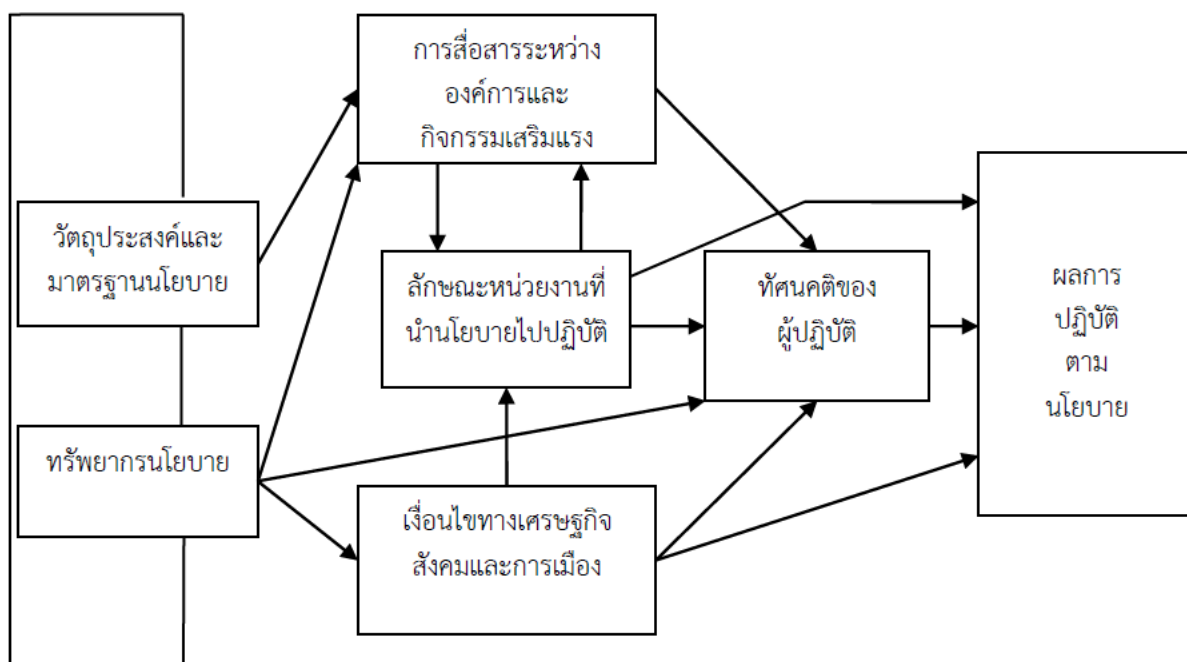 การสื่อสารระหว่าง
องค์การและ
กิจกรรมเสริมแรง
วัตถุประสงค์และ
มาตรฐานนโยบาย
ลักษณะหน่วยงานที่
นำนโยบายไปปฏิบัติ
ทัศนคติของ
ผู้ปฏิบัติ
ผลการ
ปฏิบัติ
ตาม
นโยบาย
ทรัพยากรนโยบาย
เงื่อนไขทางเศรษฐกิจ
สังคมและการเมือง